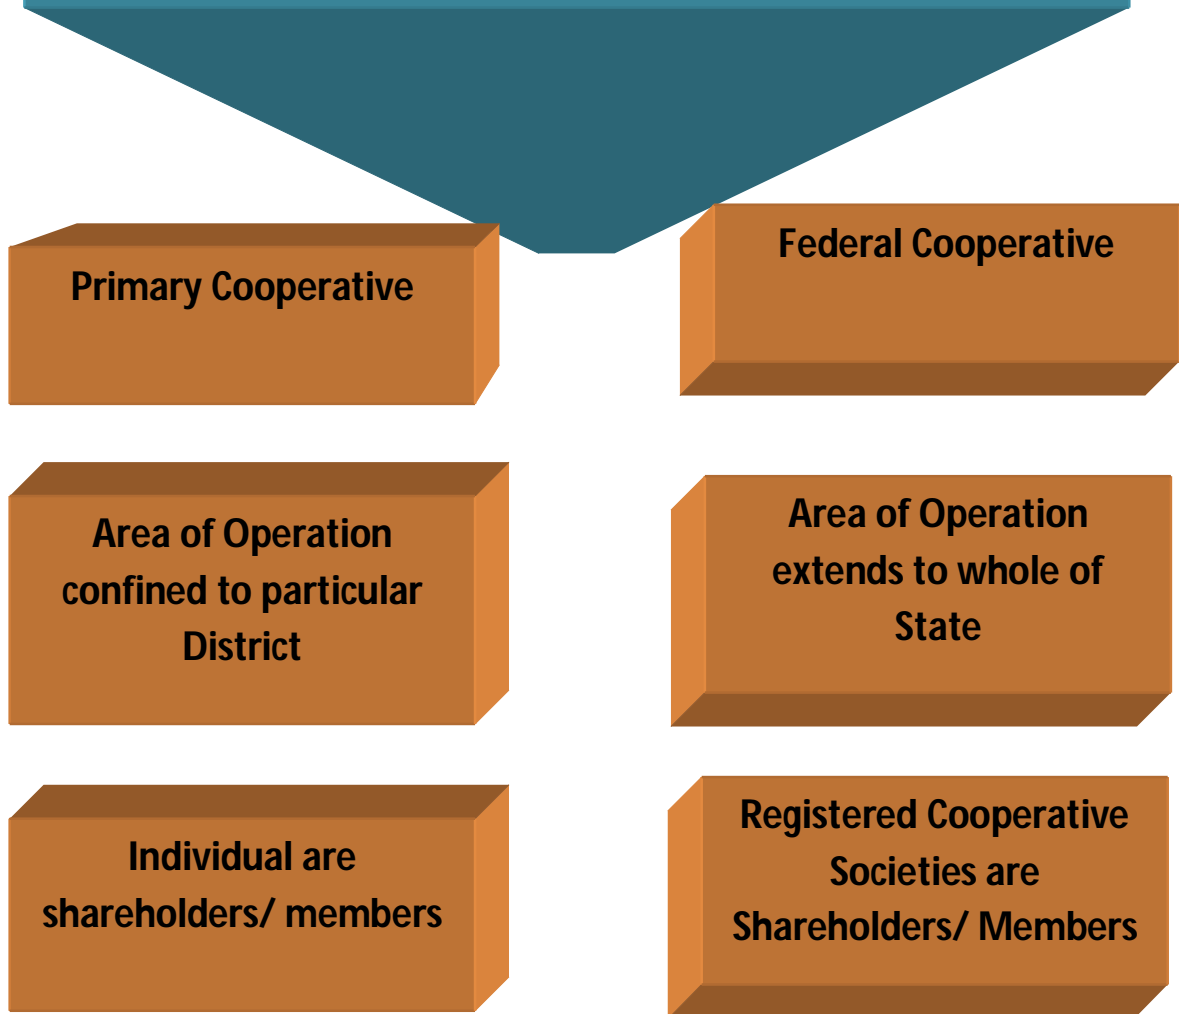 Primary Cooperative
Federal Cooperative
Area of Operation
confined to particular
District
Area of Operation
extends to whole of
State
Individual are
shareholders/ members
Registered Cooperative
Societies are
Shareholders/ Members